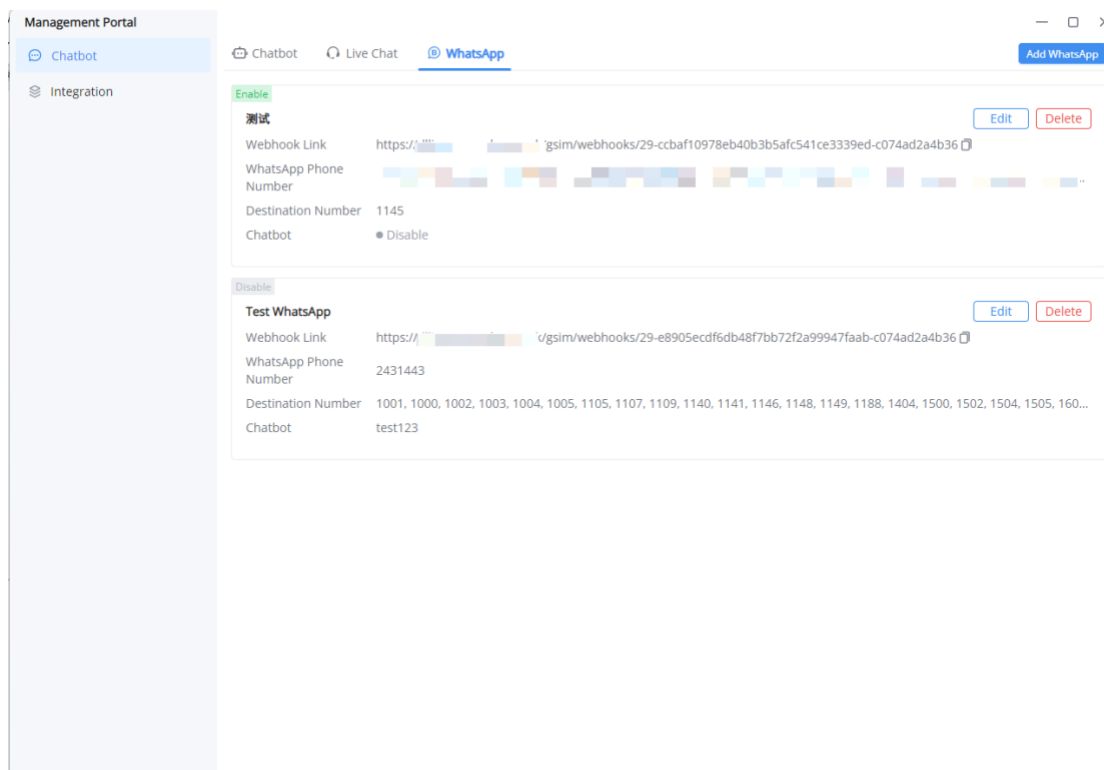 Management Portal
Chatbot
Integration
Chatbot Live Chat WhatsApp Add WhatsApp
Enable
测试 Edit Delete
Webhook Link https:/ gsim/webhooks/29-ccbaf10978eb40b3b5afc541ce3339ed-c074ad2a4b36
WhatsApp Phone
Number
Destination Number 1145
Chatbot Disable
Disable
Test WhatsApp Edit Delete
Webhook Link https:/ /gsim/webhooks/29-e8905ecdf6db48f7bb72f2a99947faab-c074ad2a4b36
WhatsApp Phone
Number 2431443
Destination Number 1001, 1000, 1002, 1003, 1004, 1005, 1105, 1107, 1109, 1140, 1141, 1146, 1148, 1149, 1188, 1404, 1500, 1502, 1504, 1505, 160...
Chatbot test123